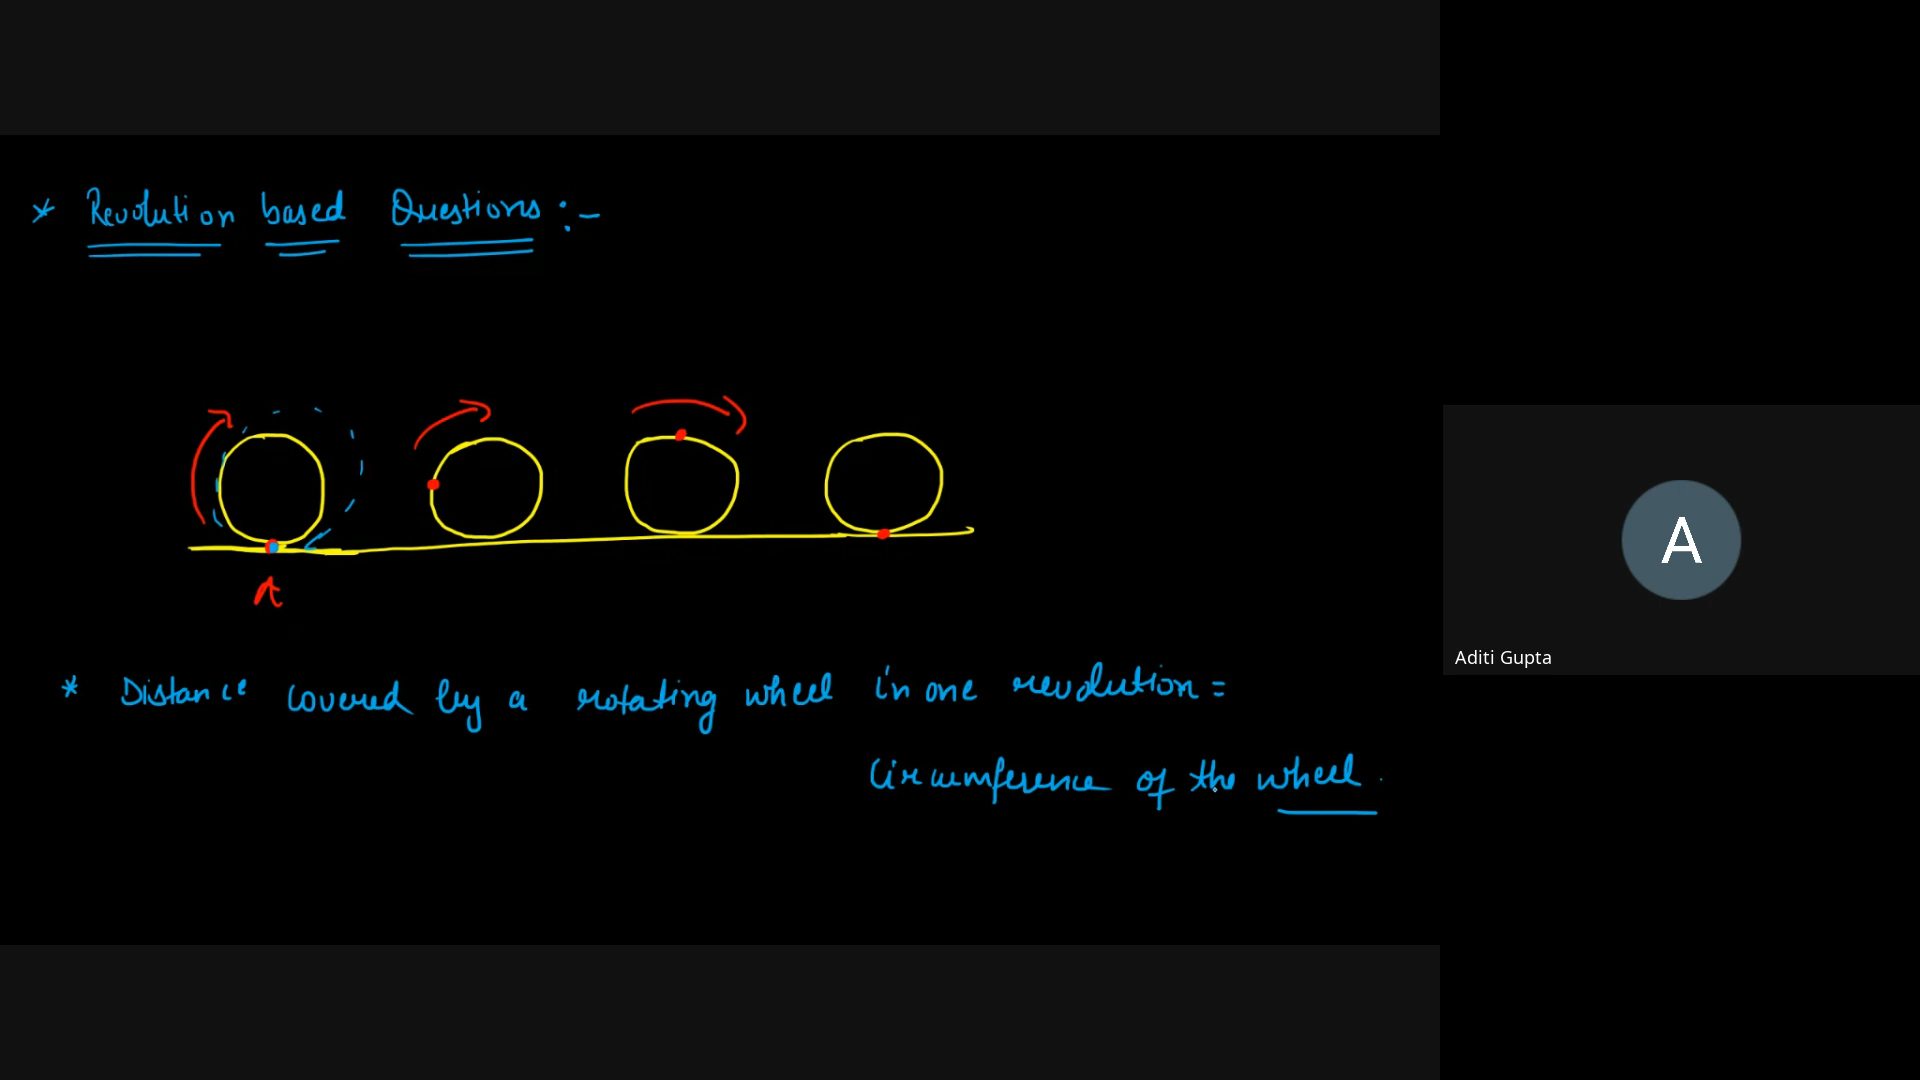 * Revolution based Questions :-
A
* Distance covered by a rotating wheel in one revolution =
Circumference of the wheel.
A
Aditi Gupta